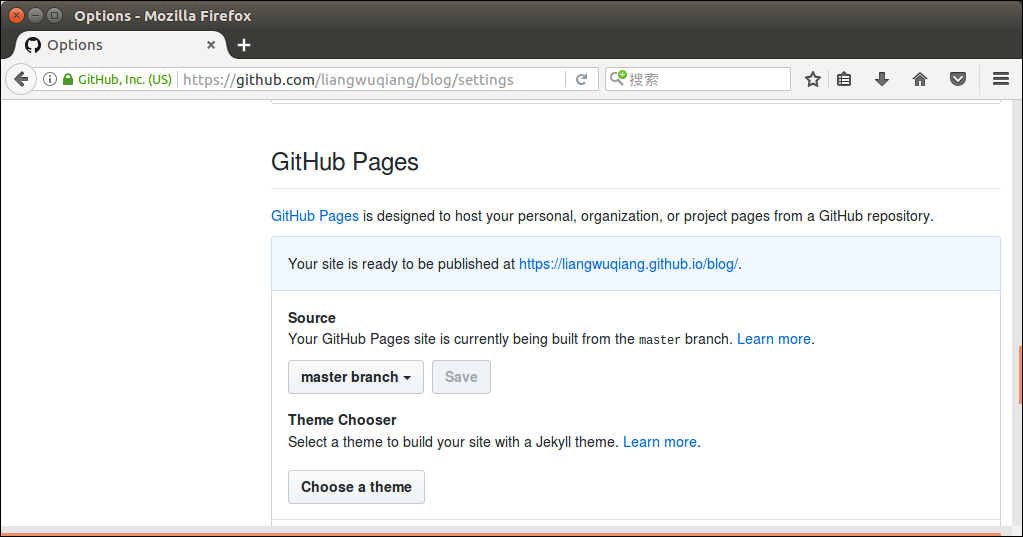 Options - Mozilla Firefox
Options
GitHub, Inc. (US) https://github.com/liangwuqiang/blog/settings 搜索
GitHub Pages
GitHub Pages is designed to host your personal, organization, or project pages from a GitHub repository.
Your site is ready to be published at https://liangwuqiang.github.io/blog/.
Source
Your GitHub Pages site is currently being built from the master branch. Learn more.
master branch Save
Theme Chooser
Select a theme to build your site with a Jekyll theme. Learn more.
Choose a theme